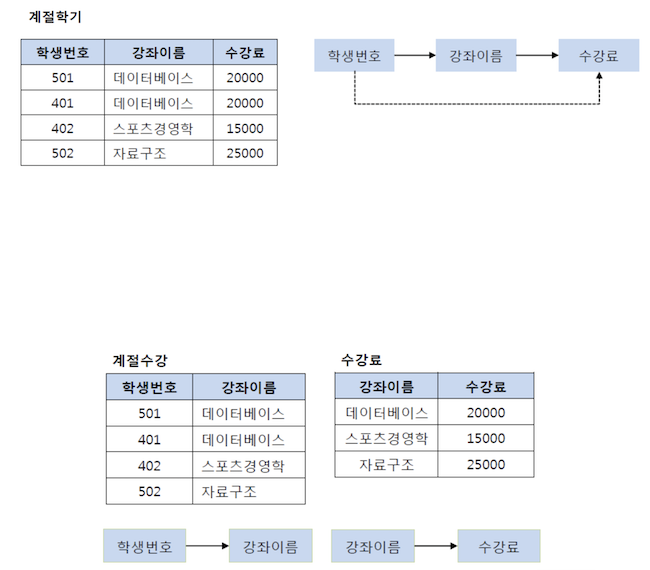 계절학기
학생번호 강좌이름 수강료
501 데이터베이스 20000
401 데이터베이스 20000
402 스포츠경영학 15000
502 자료구조 25000
학생번호 강좌이름 수강료
계절수강
학생번호 강좌이름
501 데이터베이스
401 데이터베이스
402 스포츠경영학
502 자료구조
수강료
강좌이름 수강료
데이터베이스 20000
스포츠경영학 15000
자료구조 25000
학생번호 강좌이름
강좌이름 수강료